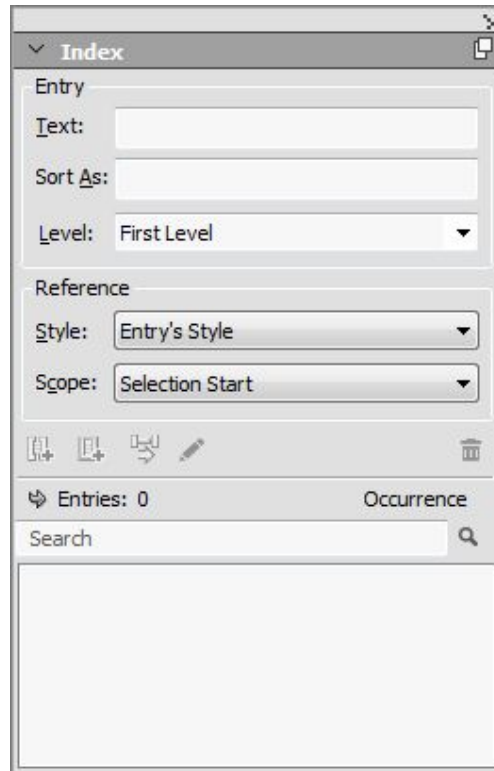 Index
Entry
Text:
Sort As:
Level: First Level
Reference
Style: Entry's Style
Scope: Selection Start
Entries: 0 Occurrence
Search